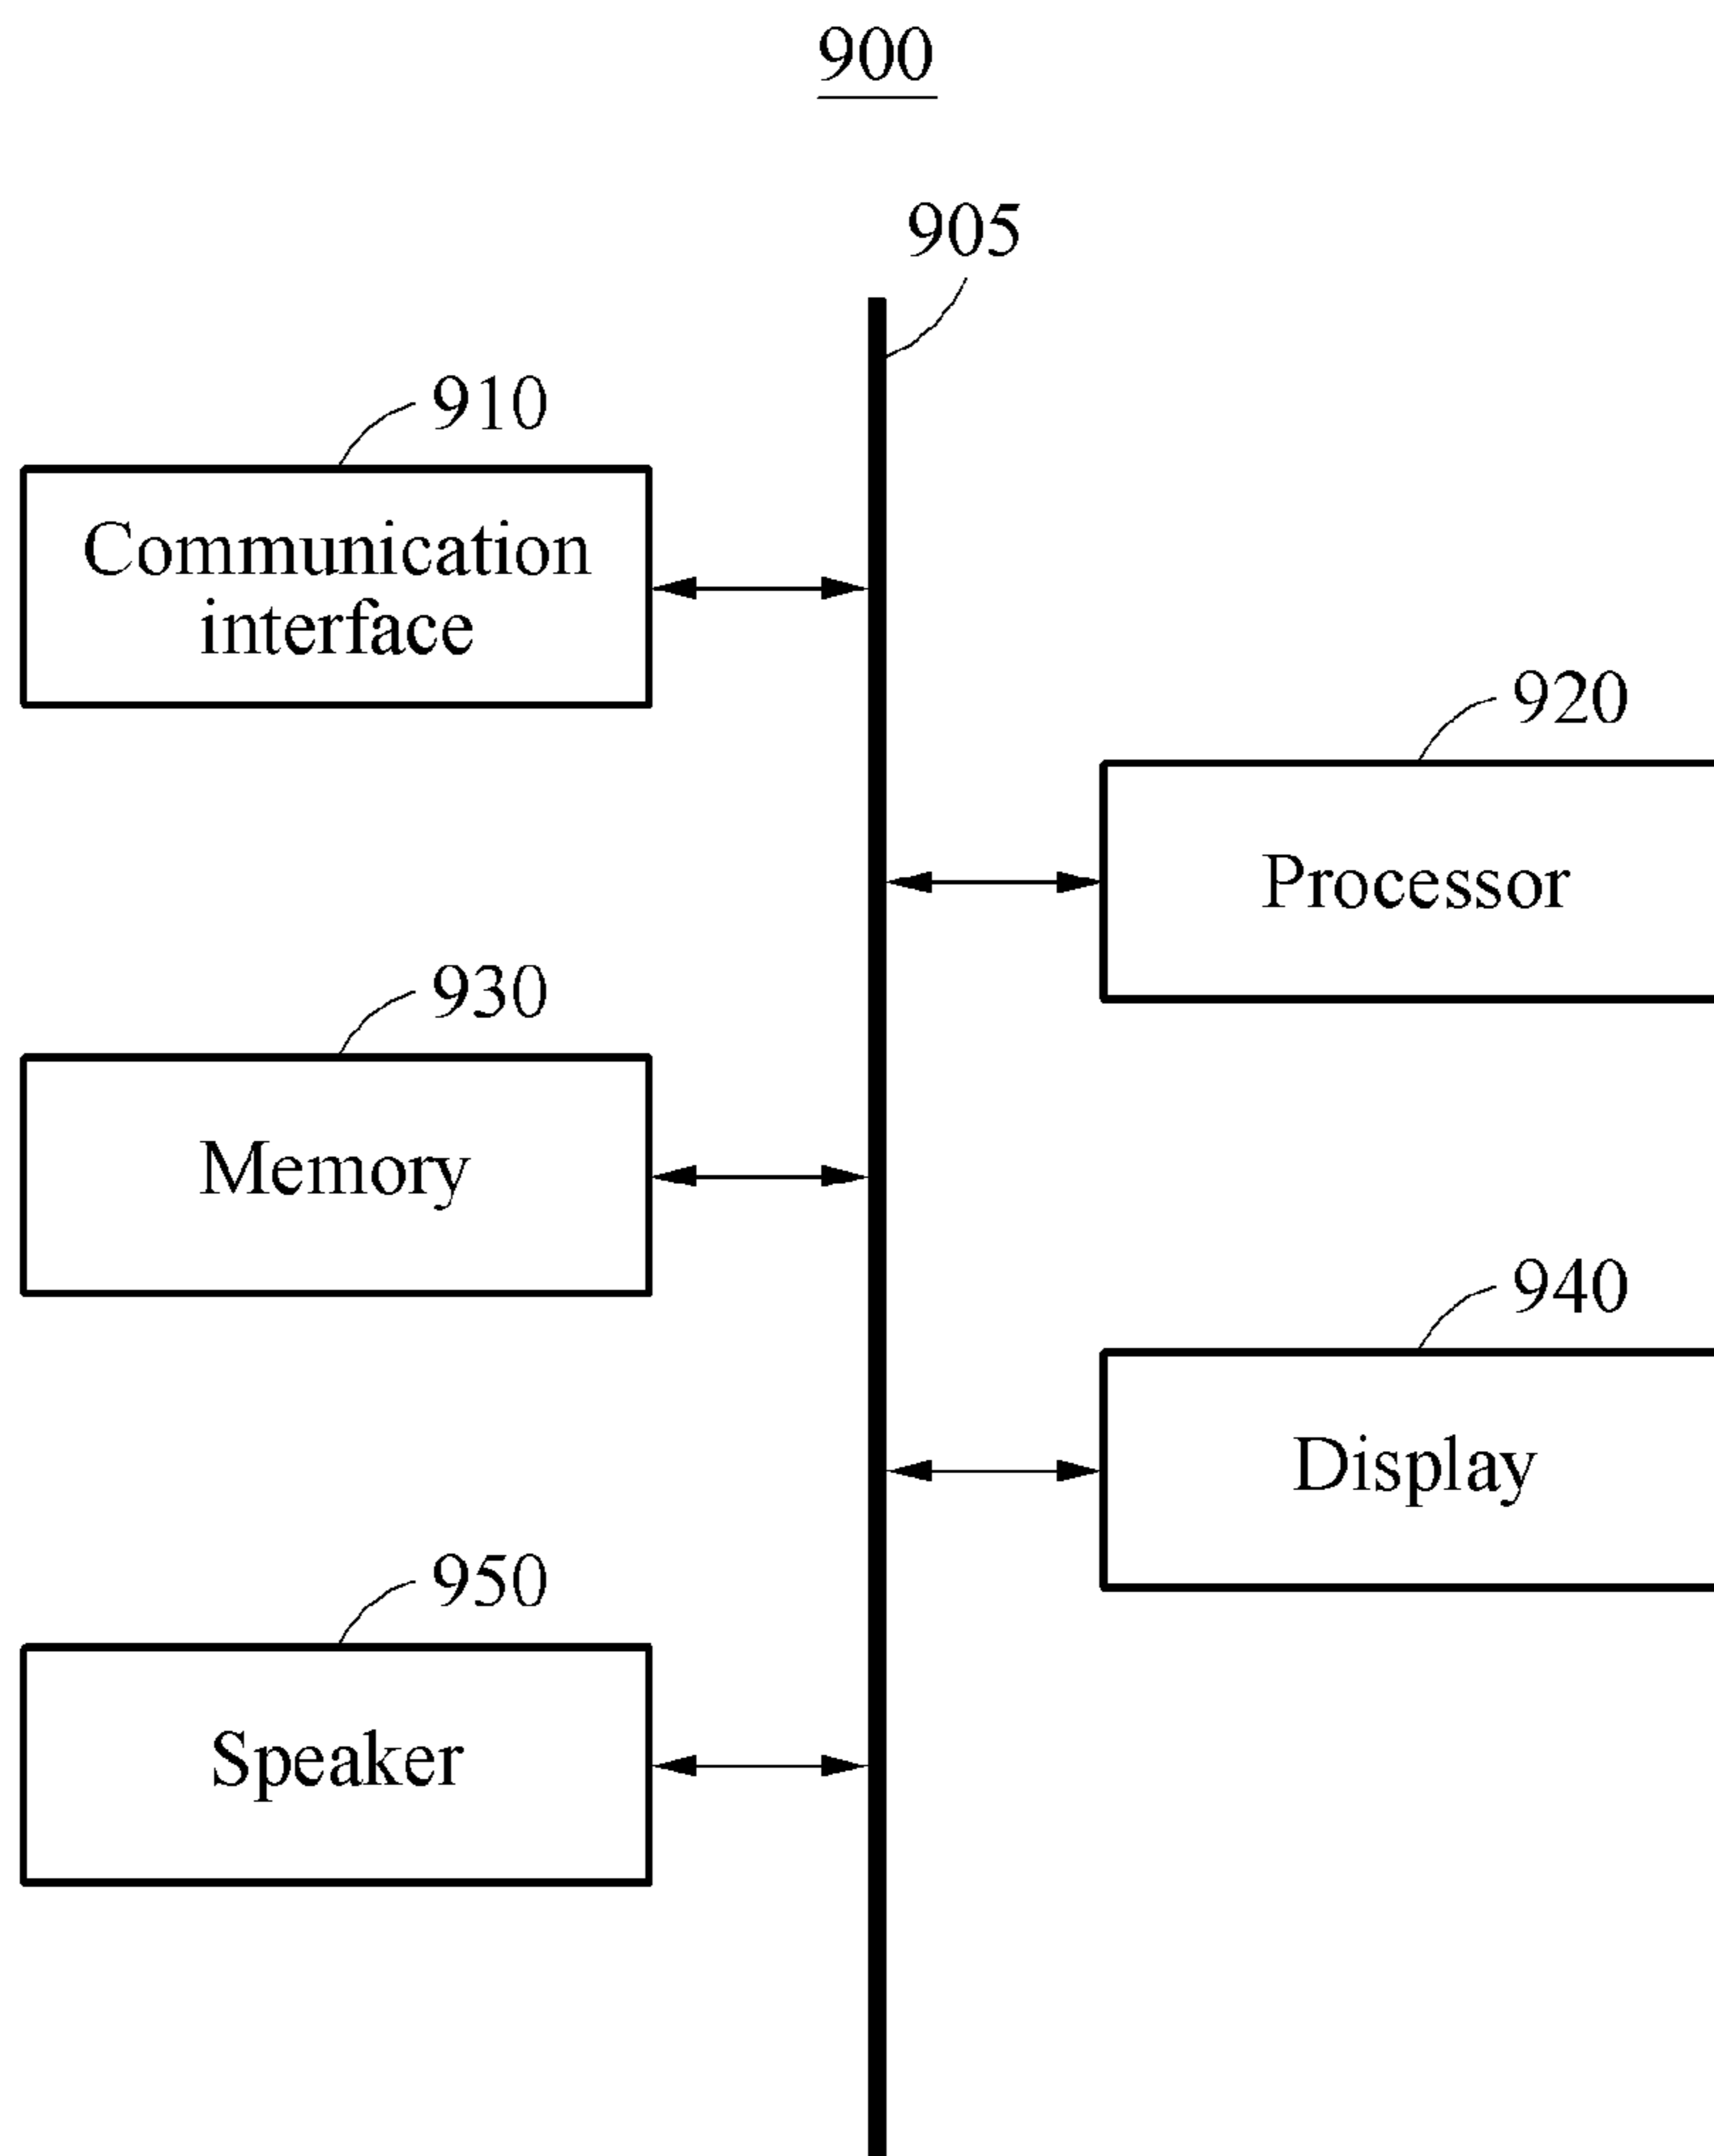 900
905
910
Communication
interface
920
Processor
930
Memory
940
Display
950
Speaker